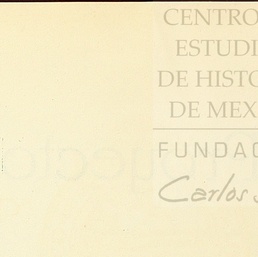 CENTRO
ESTUDI
DE HISTO
DE MEX
FUNDAC
Carlos S